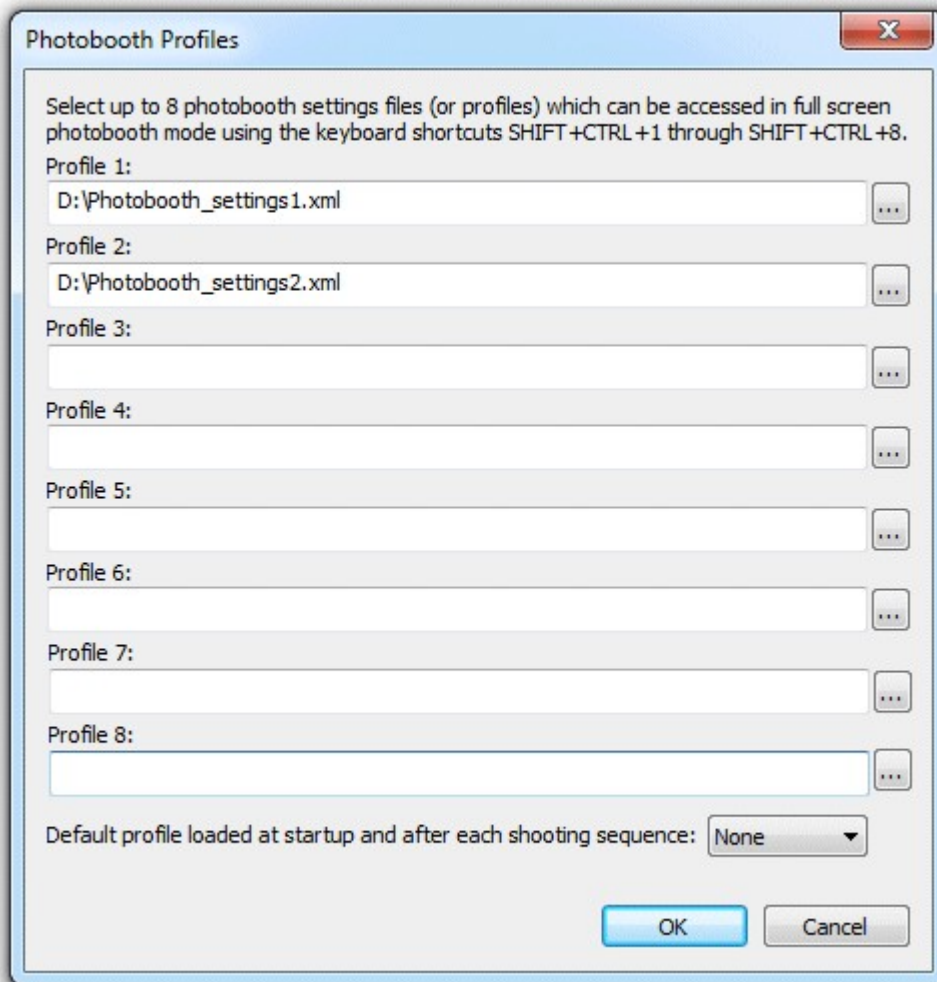 Photobooth Profiles
Select up to 8 photobooth settings files (or profiles) which can be accessed in full screen
photobooth mode using the keyboard shortcuts SHIFT+CTRL+1 through SHIFT+CTRL+8.
Profile 1:
D:\Photobooth_settings1.xml
...
Profile 2:
D:\Photobooth_settings2.xml
...
Profile 3:
...
Profile 4:
...
Profile 5:
...
Profile 6:
...
Profile 7:
...
Profile 8:
...
Default profile loaded at startup and after each shooting sequence: None
OK Cancel